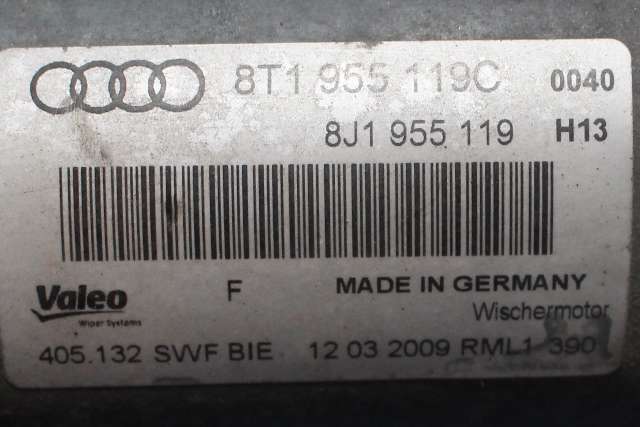 8T1 955 119C 0040
8J1 955 119 H13
Valeo F MADE IN GERMANY
Wiper Systems Wischermotor
405.132 SWF BIE 12 03 2009 RML1 390